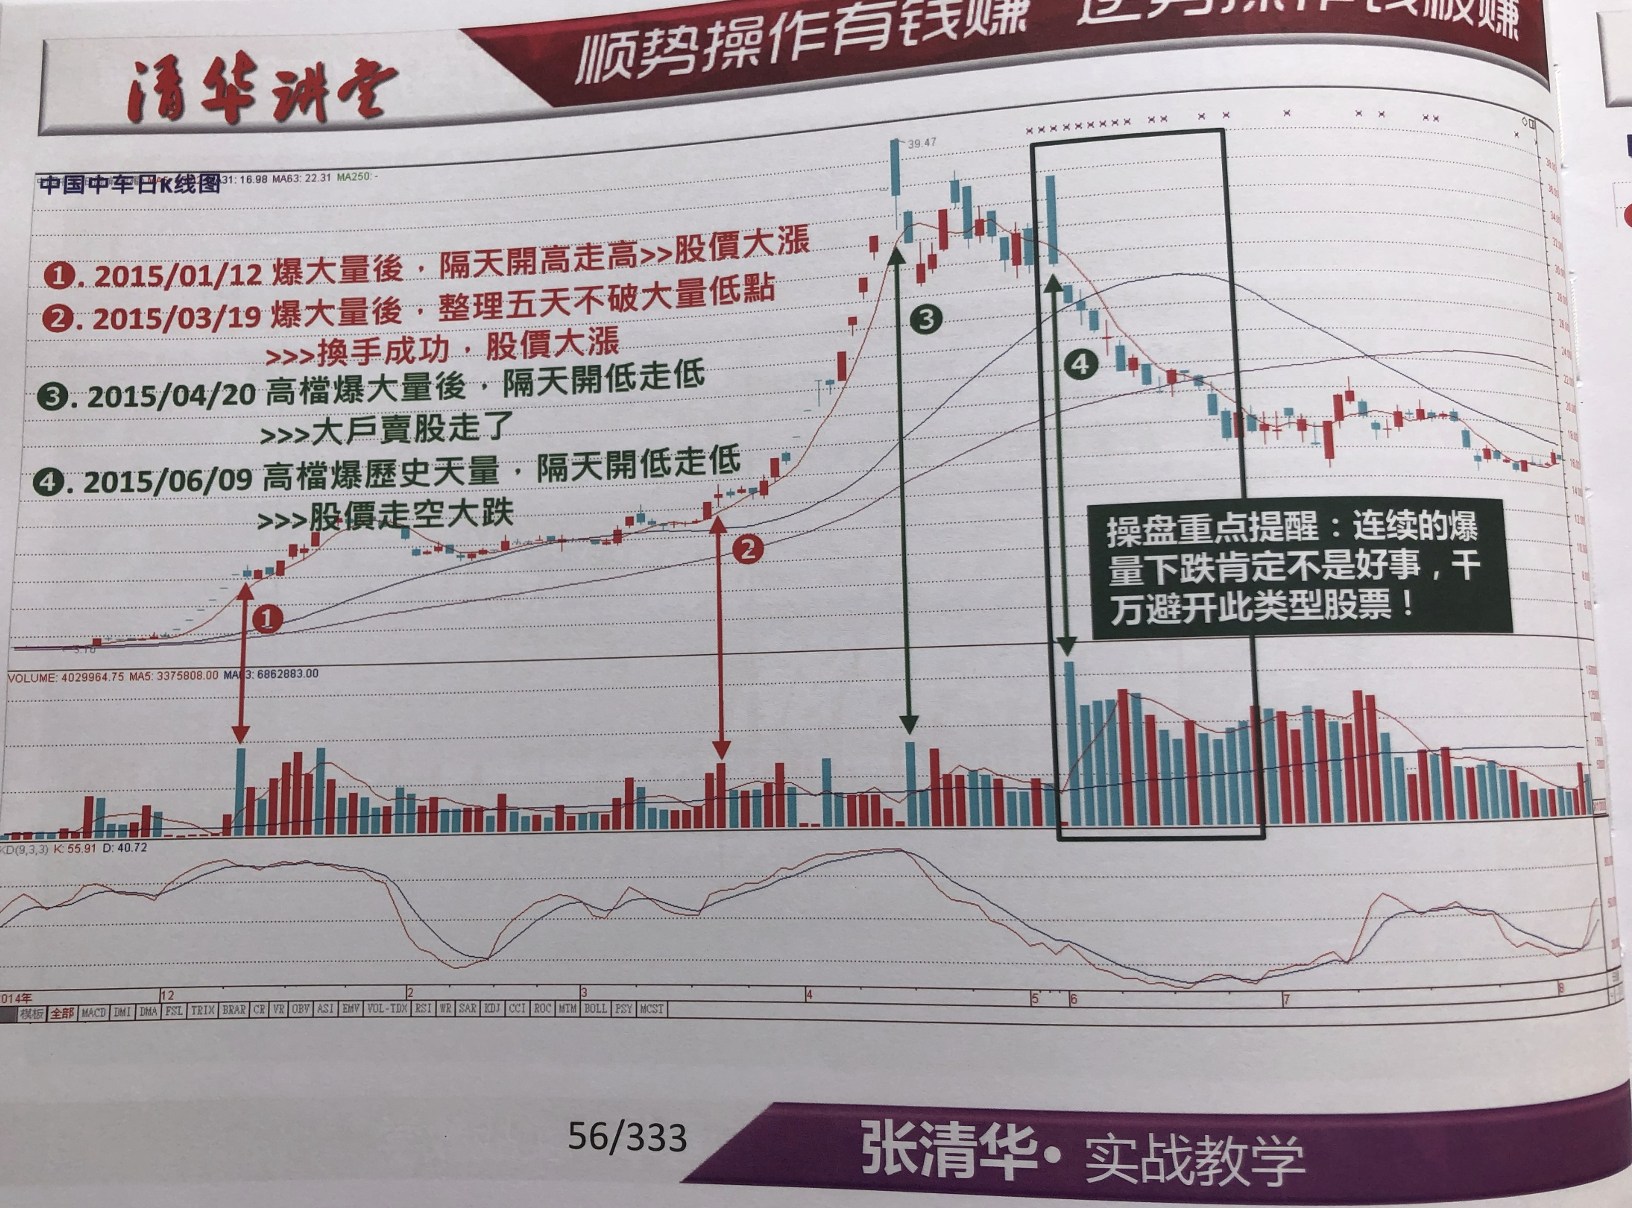 顺势操作有钱赚 逆势操作钱被赚
清华讲堂
中国中车日K线图
A31: 16.98 MA63: 22.31 MA250: -
39.47
❶. 2015/01/12 爆大量後，隔天開高走高>>股價大漲
❷. 2015/03/19 爆大量後，整理五天不破大量低點
>>>換手成功，股價大漲
❸. 2015/04/20 高檔爆大量後，隔天開低走低
>>>大戶賣股走了
❹. 2015/06/09 高檔爆歷史天量，隔天開低走低
>>>股價走空大跌
❸
❹
❷
❶
操盘重点提醒：连续的爆
量下跌肯定不是好事，千
万避开此类型股票！
VOLUME: 4029964.75 MA5: 3375808.00 MA63: 6862883.00
KD(9,3,3) K: 55.91 D: 40.72
014年 12 2 3 4 5 6 7 8
模板 全部 MACD DMI DMA FSL TRIX BRAR CR VR OBV ASI EMV VOL-TDX RSI WR SAR KDJ CCI ROC MTM BOLL PSY MCST
56/333
张清华•实战教学